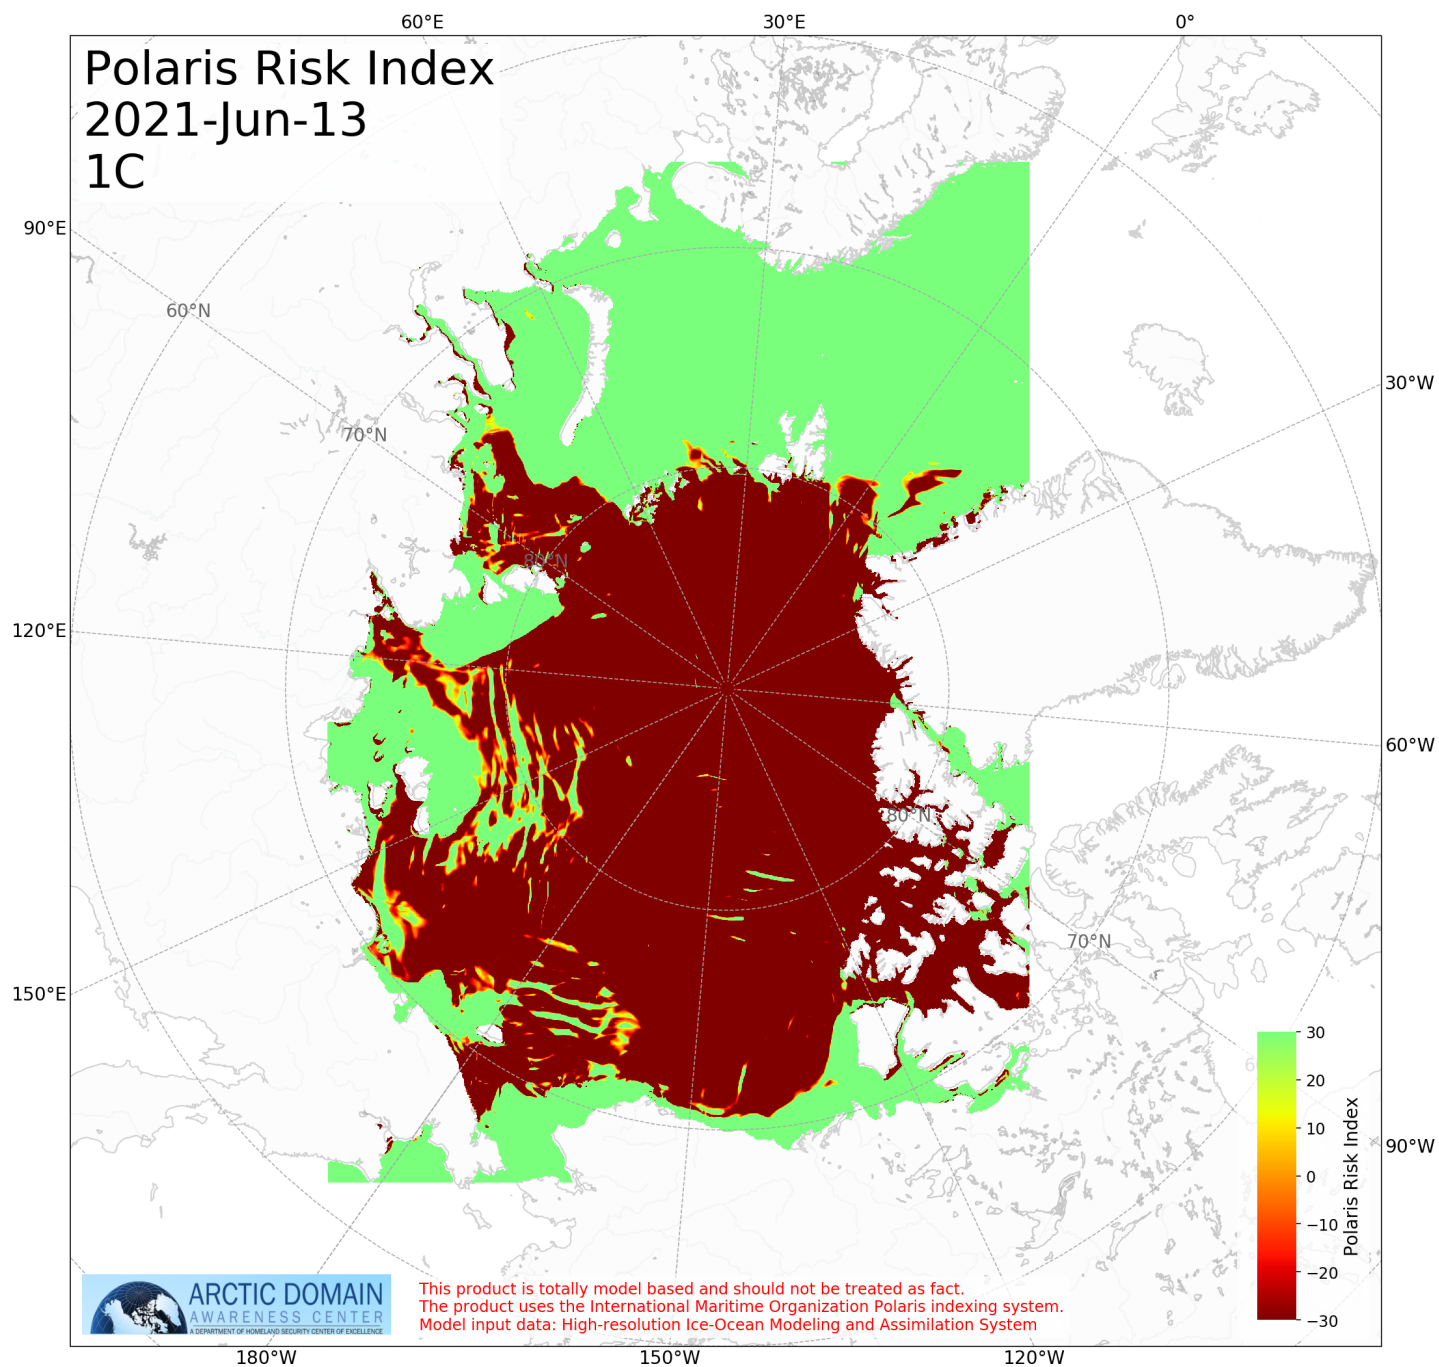 60°E 30°E 0°
Polaris Risk Index
2021-Jun-13
1C
90°E
60°N
30°W
70°N
80°N
120°E
60°W
80°N
70°N
150°E
30
20
10
0
−10
−20
−30
Polaris Risk Index
90°W
ARCTIC DOMAIN
AWARENESS CENTER
A DEPARTMENT OF HOMELAND SECURITY CENTER OF EXCELLENCE
This product is totally model based and should not be treated as fact.
The product uses the International Maritime Organization Polaris indexing system.
Model input data: High-resolution Ice-Ocean Modeling and Assimilation System
180°W 150°W 120°W